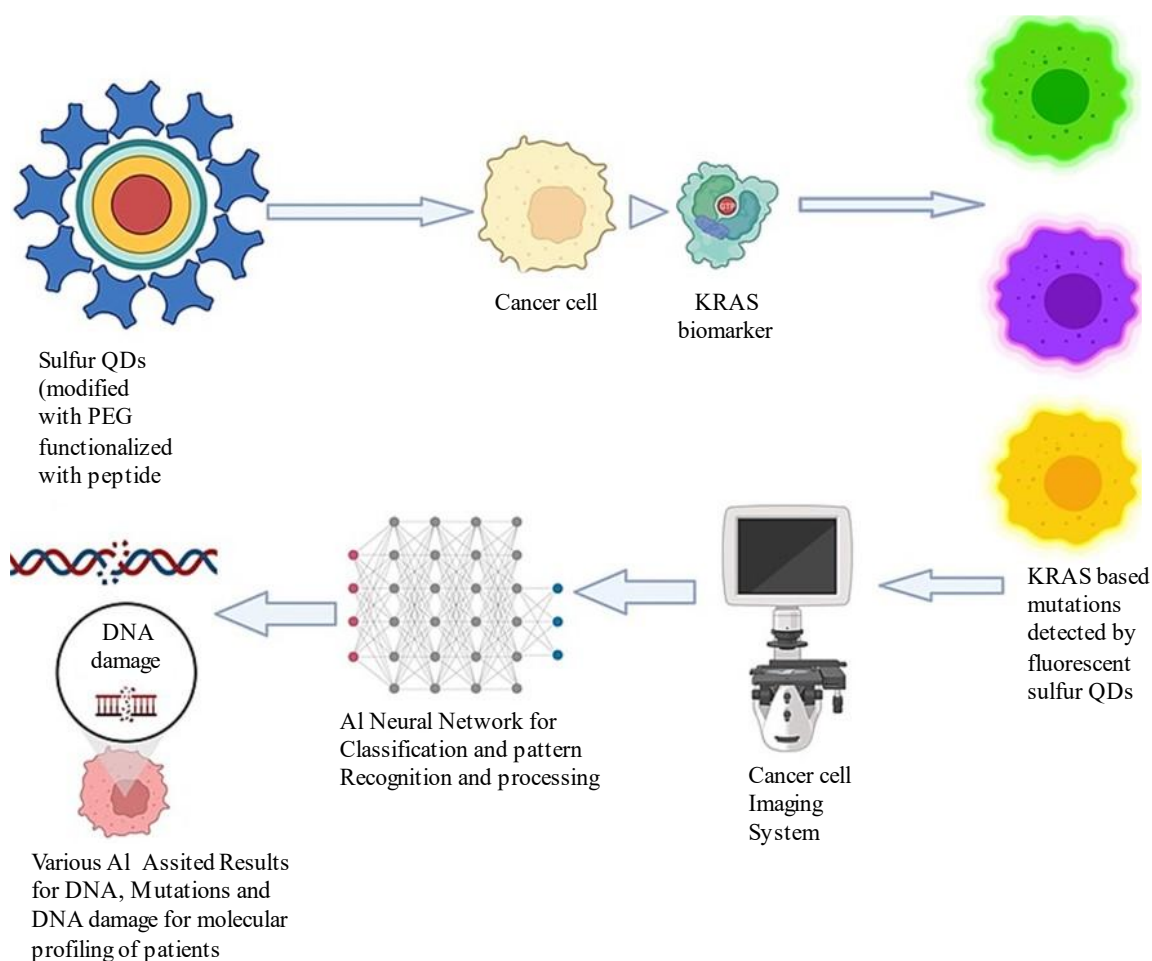 GTP
Cancer cell
KRAS
biomarker
Sulfur QDs
(modified
with PEG
functionalized
with peptide
KRAS based
mutations
detected by
fluorescent
sulfur QDs
Cancer cell
Imaging
System
AI Neural Network for
Classification and pattern
Recognition and processing
DNA
damage
Various AI Assited Results
for DNA, Mutations and
DNA damage for molecular
profiling of patients